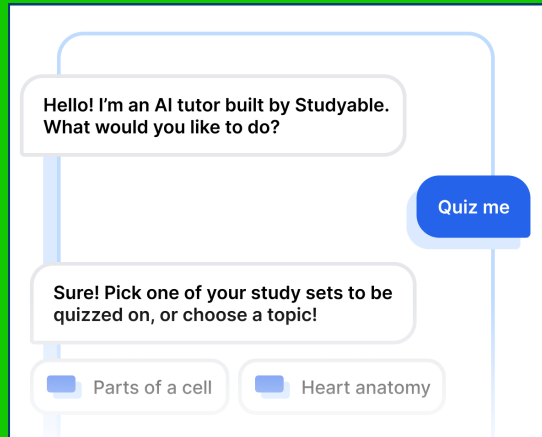 Hello! I'm an AI tutor built by Studyable.
What would you like to do?
Quiz me
Sure! Pick one of your study sets to be
quizzed on, or choose a topic!
Parts of a cell
Heart anatomy